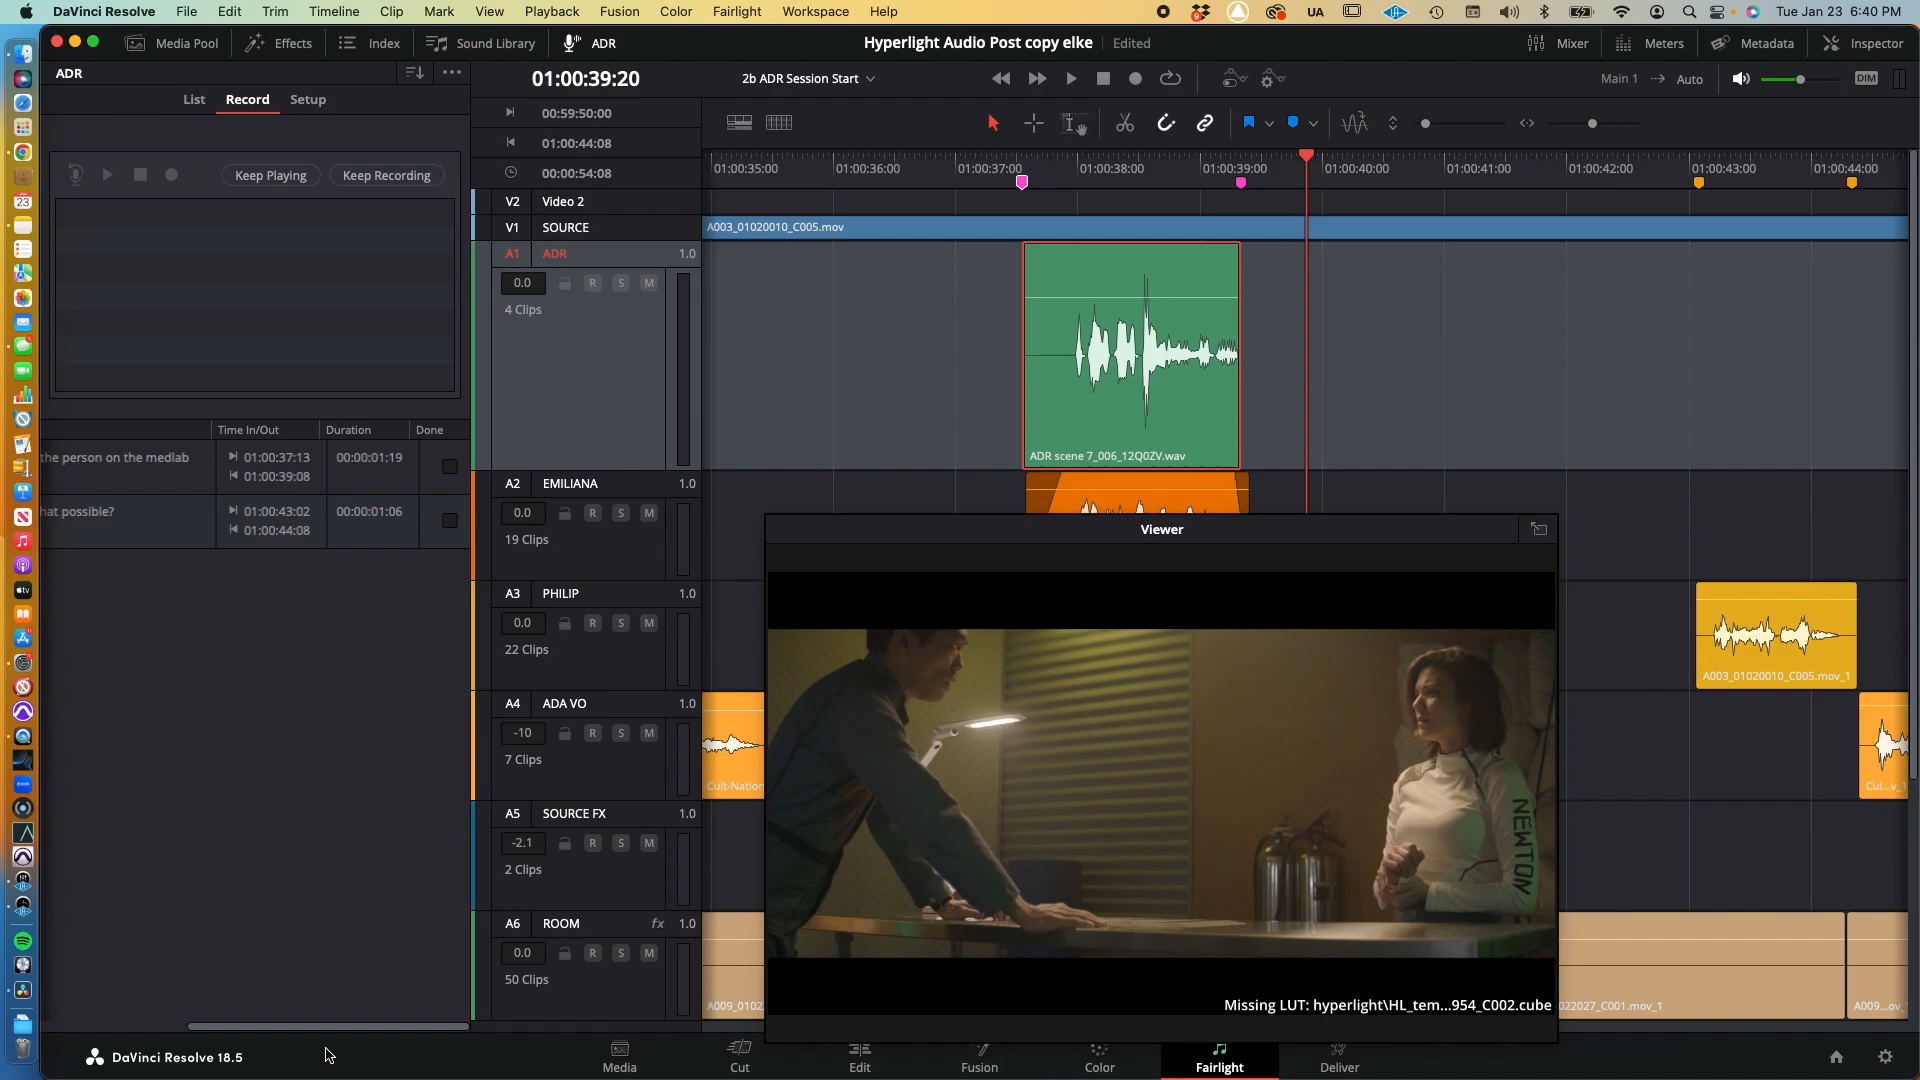 DaVinci Resolve File Edit Trim Timeline Clip Mark View Playback Fusion Color Fairlight Workspace Help
9 UA Tue Jan 23 6:40 PM
Media Pool Effects Index Sound Library ADR
Hyperlight Audio Post copy elke Edited
Mixer Meters Metadata Inspector
ADR
01:00:39:20
2b ADR Session Start
Main 1 Auto DIM
List Record Setup
00:59:50:00
01:00:44:08
00:00:54:08
Keep Playing Keep Recording
01:00:35:00 01:00:36:00 01:00:37:00 01:00:38:00 01:00:39:00 01:00:40:00 01:00:41:00 01:00:42:00 01:00:43:00 01:00:44:00
23
V2 Video 2
V1 SOURCE
A003_01020010_C005.mov
A1 ADR 1.0
0.0 R S M
4 Clips
Time In/Out Duration Done
the person on the medlab 01:00:37:13 00:00:01:19
01:00:39:08
hat possible? 01:00:43:02 00:00:01:06
01:00:44:08
ADR scene 7_006_12Q0ZV.wav
A2 EMILIANA 1.0
0.0 R S M
19 Clips
Viewer
A3 PHILIP 1.0
0.0 R S M
22 Clips
A003_01020010_C005.mov_1
A4 ADA VO 1.0
-10 R S M
7 Clips
Cult-Nation
Cul...v_1
NEWTON
A5 SOURCE FX 1.0
-2.1 R S M
2 Clips
A6 ROOM fx 1.0
0.0 R S M
50 Clips
A009_0102
Missing LUT: hyperlight\HL_tem...954_C002.cube
022027_C001.mov_1
A009...ov_
tv
zoom
DaVinci Resolve 18.5
Media Cut Edit Fusion Color Fairlight Deliver